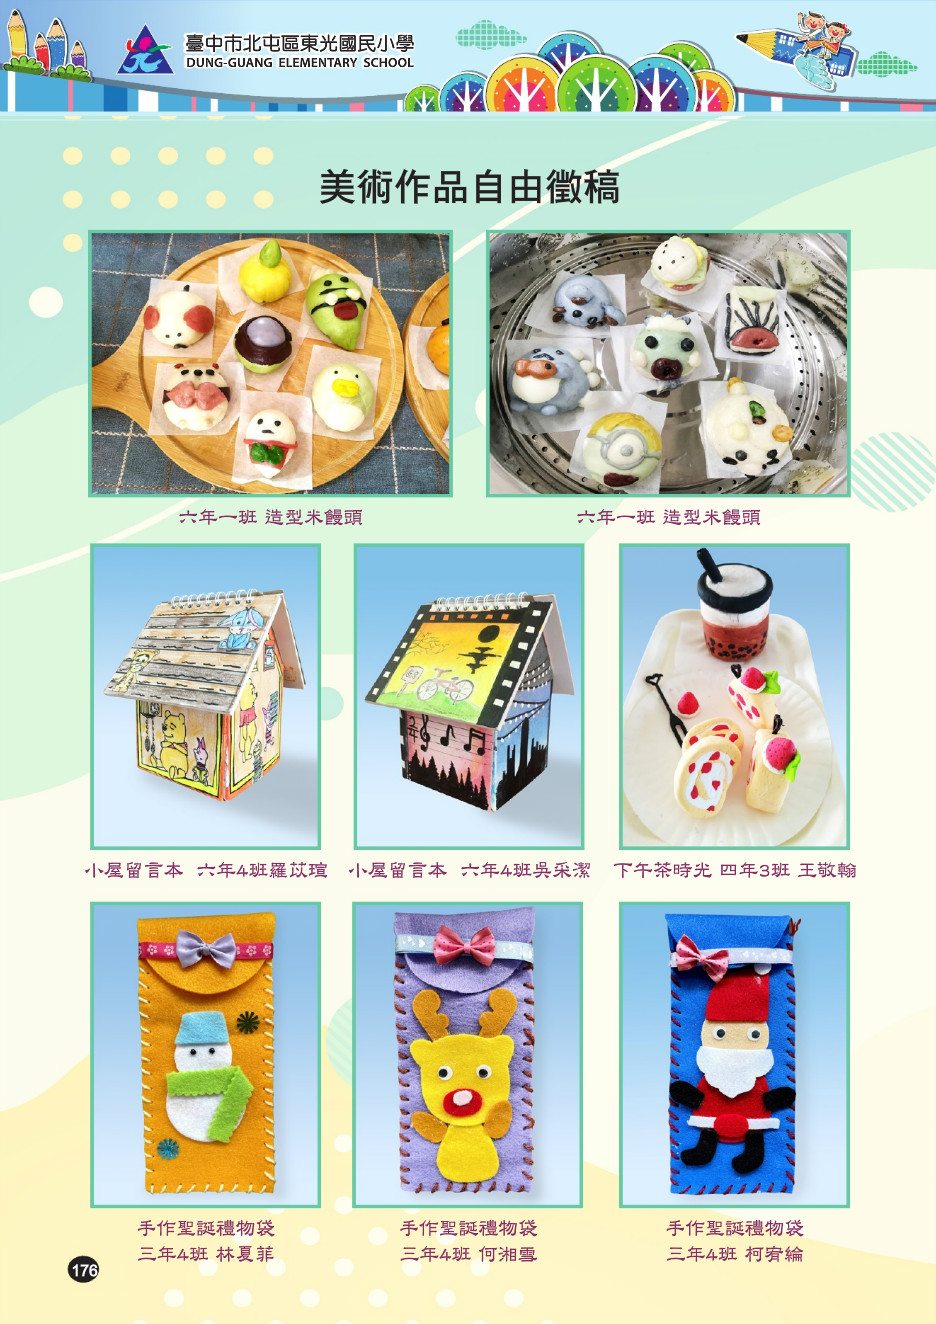 臺中市北屯區東光國民小學
DUNG-GUANG ELEMENTARY SCHOOL
美術作品自由徵稿
六年一班 造型米饅頭
六年一班 造型米饅頭
小屋留言本 六年4班羅苡瑄
小屋留言本 六年4班吳采潔
下午茶時光 四年3班 王敬翰
手作聖誕禮物袋
三年4班 林夏菲
手作聖誕禮物袋
三年4班 何湘雪
手作聖誕禮物袋
三年4班 柯宥綸
176